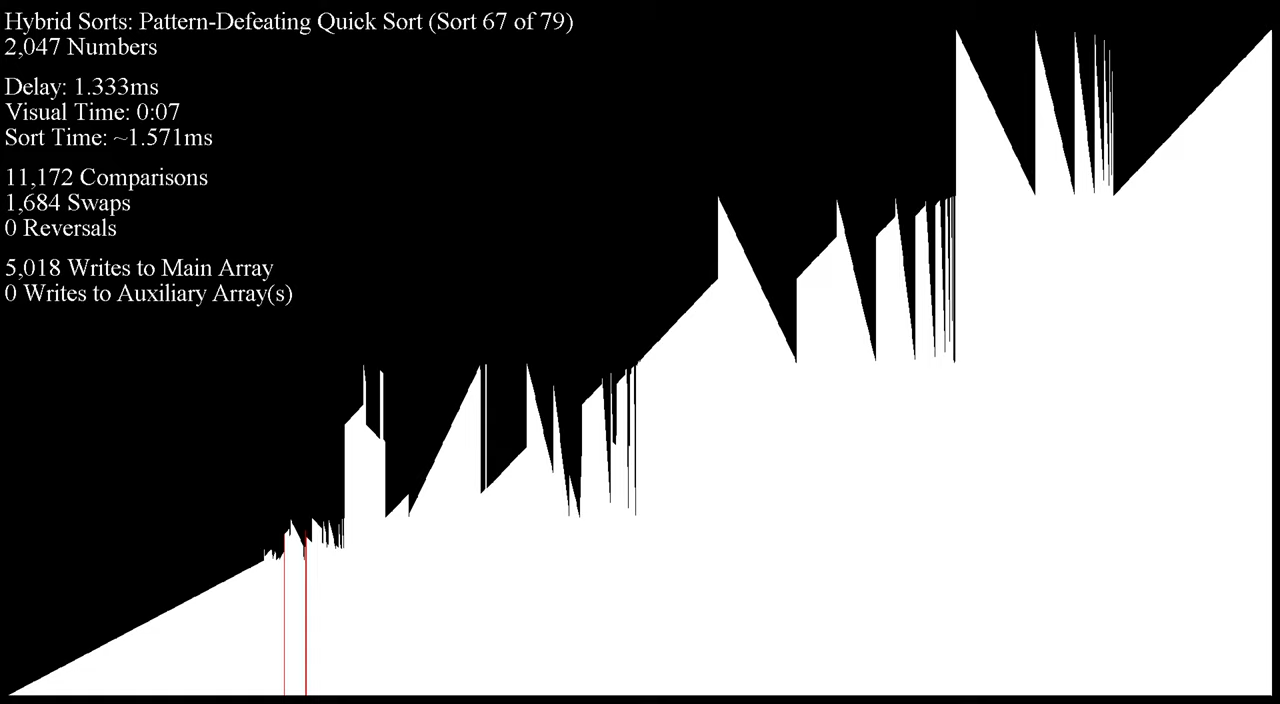 Hybrid Sorts: Pattern-Defeating Quick Sort (Sort 67 of 79)
2,047 Numbers
Delay: 1.333ms
Visual Time: 0:07
Sort Time: ~1.571ms
11,172 Comparisons
1,684 Swaps
0 Reversals
5,018 Writes to Main Array
0 Writes to Auxiliary Array(s)